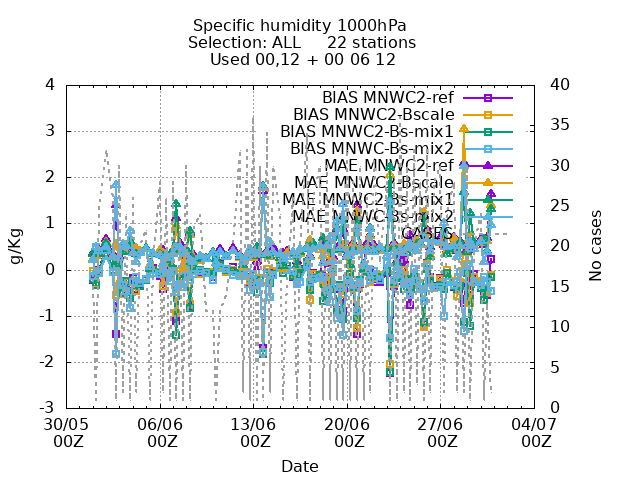 Specific humidity 1000hPa
Selection: ALL 22 stations
Used 00,12 + 00 06 12
4
3
2
1
0
-1
-2
-3
g/Kg
40
35
30
25
20
15
10
5
0
No cases
BIAS MNWC2-ref
BIAS MNWC2-Bscale
BIAS MNWC2-Bs-mix1
BIAS MNWC-Bs-mix2
MAE MNWC2-ref
MAE MNWC2-Bscale
MAE MNWC2-Bs-mix1
MAE MNWC-Bs-mix2
CASES
30/05 06/06 13/06 20/06 27/06 04/07
00Z 00Z 00Z 00Z 00Z 00Z
Date